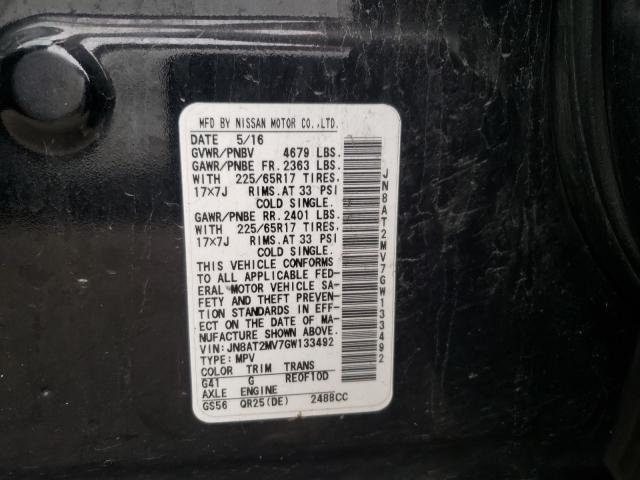 MFD BY NISSAN MOTOR CO.,LTD.
DATE 5/16
GVWR/PNBV 4679 LBS.
GAWR/PNBE FR. 2363 LBS.
WITH 225/65R17 TIRES,
17X7J RIMS. AT 33 PSI
COLD SINGLE.
GAWR/PNBE RR. 2401 LBS.
WITH 225/65R17 TIRES,
17X7J RIMS. AT 33 PSI
COLD SINGLE.
THIS VEHICLE CONFORMS
TO ALL APPLICABLE FED-
ERAL MOTOR VEHICLE SA-
FETY AND THEFT PREVEN-
TION STANDARDS IN EFF-
ECT ON THE DATE OF MA-
NUFACTURE SHOWN ABOVE.
VIN: JN8AT2MV7GW133492
TYPE: MPV
COLOR TRIM TRANS
G41 G RE0F10D
AXLE ENGINE
GS56 QR25(DE) 2488CC
JN8AT2MV7GW133492